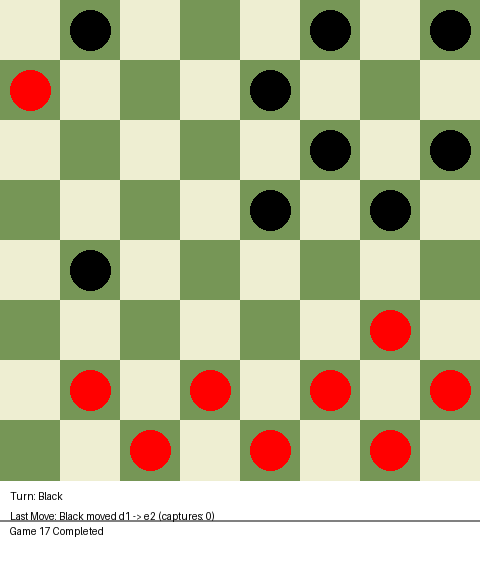 Turn: Black
Last Move: Black moved d1 -> e2 (captures: 0)
Game 17 Completed